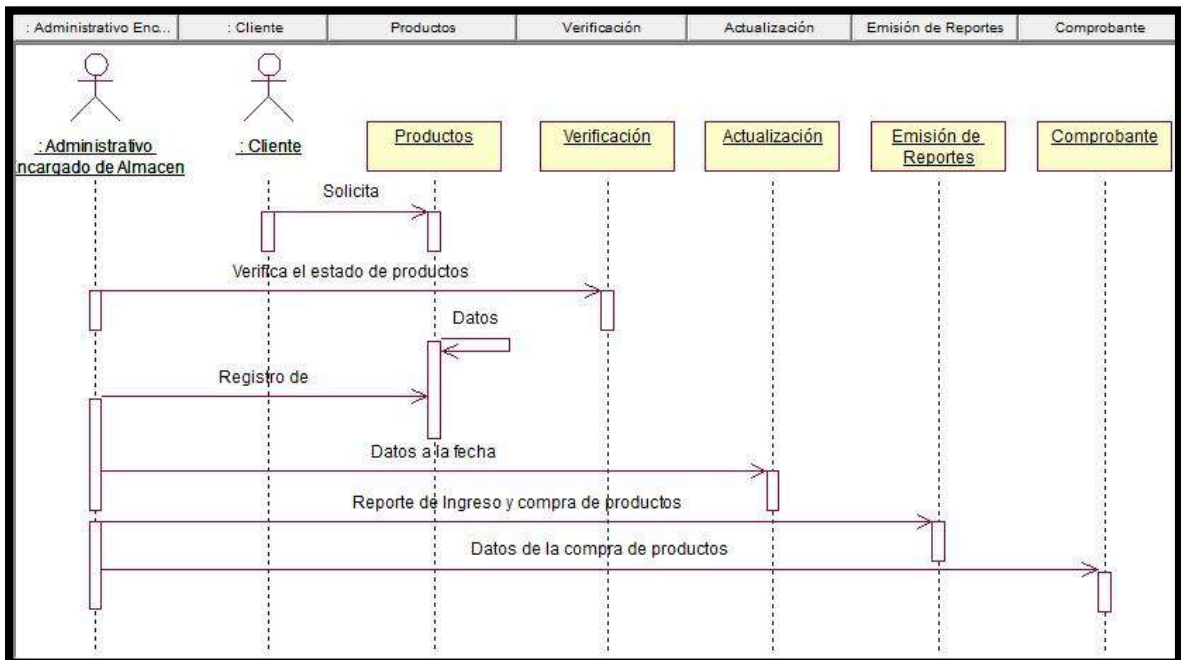 : Administrativo Enc...
: Cliente
Productos
Verificación
Actualización
Emisión de Reportes
Comprobante
: Administrativo
ncargado de Almacen
: Cliente
Productos
Verificación
Actualización
Emisión de
Reportes
Comprobante
Solicita
Verifica el estado de productos
Datos
Registro de
Datos a la fecha
Reporte de Ingreso y compra de productos
Datos de la compra de productos